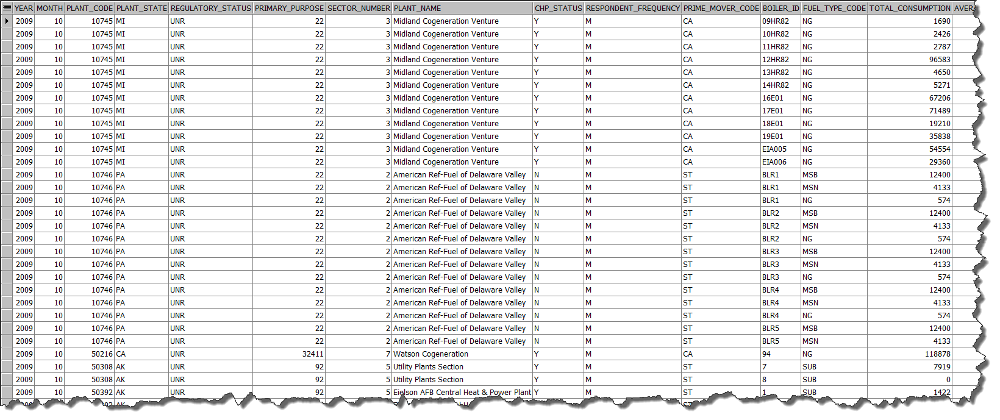 YEAR MONTH PLANT_CODE PLANT_STATE REGULATORY_STATUS PRIMARY_PURPOSE SECTOR_NUMBER PLANT_NAME CHP_STATUS RESPONDENT_FREQUENCY PRIME_MOVER_CODE BOILER_ID FUEL_TYPE_CODE TOTAL_CONSUMPTION AVERA
2009 10 10745 MI UNR 22 3 Midland Cogeneration Venture Y M CA 09HR82 NG 1690
2009 10 10745 MI UNR 22 3 Midland Cogeneration Venture Y M CA 10HR82 NG 2426
2009 10 10745 MI UNR 22 3 Midland Cogeneration Venture Y M CA 11HR82 NG 2787
2009 10 10745 MI UNR 22 3 Midland Cogeneration Venture Y M CA 12HR82 NG 96583
2009 10 10745 MI UNR 22 3 Midland Cogeneration Venture Y M CA 13HR82 NG 4650
2009 10 10745 MI UNR 22 3 Midland Cogeneration Venture Y M CA 14HR82 NG 5271
2009 10 10745 MI UNR 22 3 Midland Cogeneration Venture Y M CA 16E01 NG 67206
2009 10 10745 MI UNR 22 3 Midland Cogeneration Venture Y M CA 17E01 NG 71489
2009 10 10745 MI UNR 22 3 Midland Cogeneration Venture Y M CA 18E01 NG 19210
2009 10 10745 MI UNR 22 3 Midland Cogeneration Venture Y M CA 19E01 NG 35838
2009 10 10745 MI UNR 22 3 Midland Cogeneration Venture Y M CA EIA005 NG 54554
2009 10 10745 MI UNR 22 3 Midland Cogeneration Venture Y M CA EIA006 NG 29360
2009 10 10746 PA UNR 22 2 American Ref-Fuel of Delaware Valley N M ST BLR1 MSB 12400
2009 10 10746 PA UNR 22 2 American Ref-Fuel of Delaware Valley N M ST BLR1 MSN 4133
2009 10 10746 PA UNR 22 2 American Ref-Fuel of Delaware Valley N M ST BLR1 NG 574
2009 10 10746 PA UNR 22 2 American Ref-Fuel of Delaware Valley N M ST BLR2 MSB 12400
2009 10 10746 PA UNR 22 2 American Ref-Fuel of Delaware Valley N M ST BLR2 MSN 4133
2009 10 10746 PA UNR 22 2 American Ref-Fuel of Delaware Valley N M ST BLR2 NG 574
2009 10 10746 PA UNR 22 2 American Ref-Fuel of Delaware Valley N M ST BLR3 MSB 12400
2009 10 10746 PA UNR 22 2 American Ref-Fuel of Delaware Valley N M ST BLR3 MSN 4133
2009 10 10746 PA UNR 22 2 American Ref-Fuel of Delaware Valley N M ST BLR3 NG 574
2009 10 10746 PA UNR 22 2 American Ref-Fuel of Delaware Valley N M ST BLR4 MSB 12400
2009 10 10746 PA UNR 22 2 American Ref-Fuel of Delaware Valley N M ST BLR4 MSN 4133
2009 10 10746 PA UNR 22 2 American Ref-Fuel of Delaware Valley N M ST BLR4 NG 574
2009 10 10746 PA UNR 22 2 American Ref-Fuel of Delaware Valley N M ST BLR5 MSB 12400
2009 10 10746 PA UNR 22 2 American Ref-Fuel of Delaware Valley N M ST BLR5 MSN 4133
2009 10 50216 CA UNR 32411 7 Watson Cogeneration Y M CA 94 NG 118878
2009 10 50308 AK UNR 92 5 Utility Plants Section Y M ST 7 SUB 7919
2009 10 50308 AK UNR 92 5 Utility Plants Section Y M ST 8 SUB 0
2009 10 50392 AK UNR 92 5 Eielson AFB Central Heat & Power Plant Y M ST 1 SUB 1422